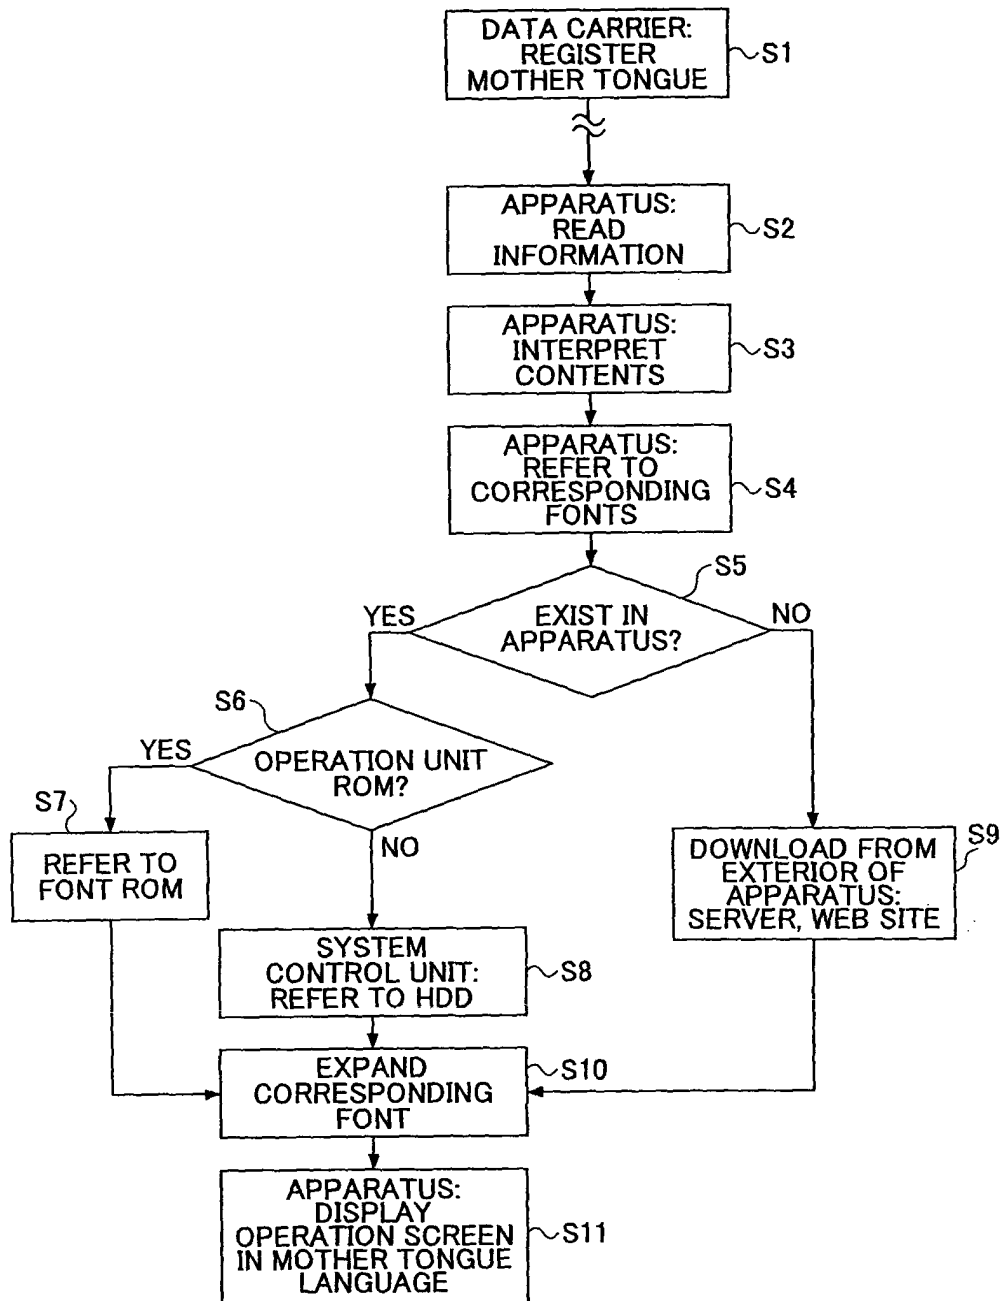 DATA CARRIER:
REGISTER
MOTHER TONGUE
S1
APPARATUS:
READ
INFORMATION
S2
APPARATUS:
INTERPRET
CONTENTS
S3
APPARATUS:
REFER TO
CORRESPONDING
FONTS
S4
S5
YES
EXIST IN
APPARATUS?
NO
S6
YES
OPERATION UNIT
ROM?
NO
S7
REFER TO
FONT ROM
S9
DOWNLOAD FROM
EXTERIOR OF
APPARATUS:
SERVER, WEB SITE
SYSTEM
CONTROL UNIT:
REFER TO HDD
S8
EXPAND
CORRESPONDING
FONT
S10
APPARATUS:
DISPLAY
OPERATION SCREEN
IN MOTHER TONGUE
LANGUAGE
S11